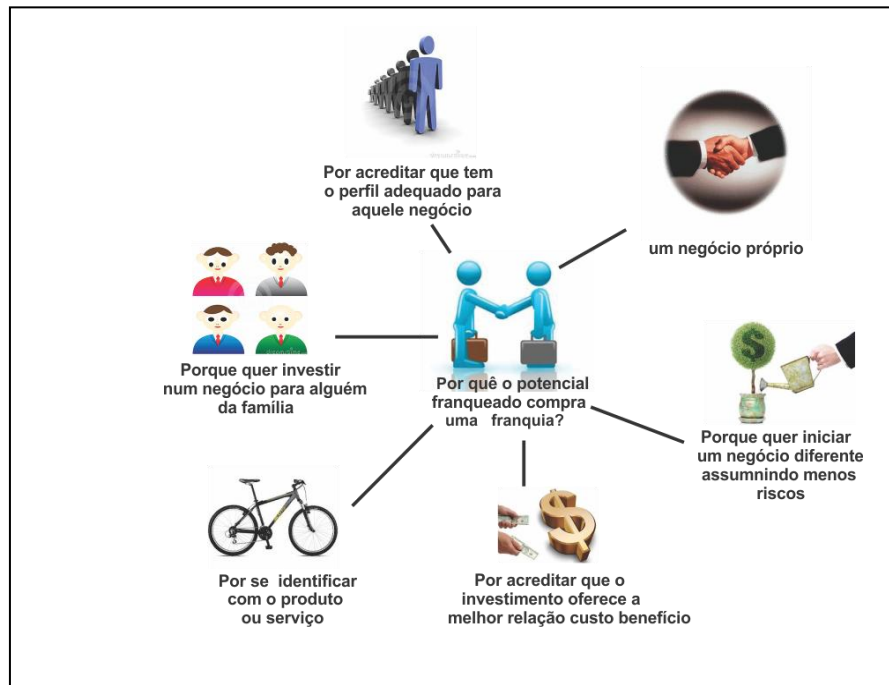 Por acreditar que tem
o perfil adequado para
aquele negócio
um negócio próprio
Porque quer investir
num negócio para alguém
da família
Por quê o potencial
franqueado compra
uma franquia?
Porque quer iniciar
um negócio diferente
assumnindo menos
riscos
Por se identificar
com o produto
ou serviço
Por acreditar que o
investimento oferece a
melhor relação custo benefício